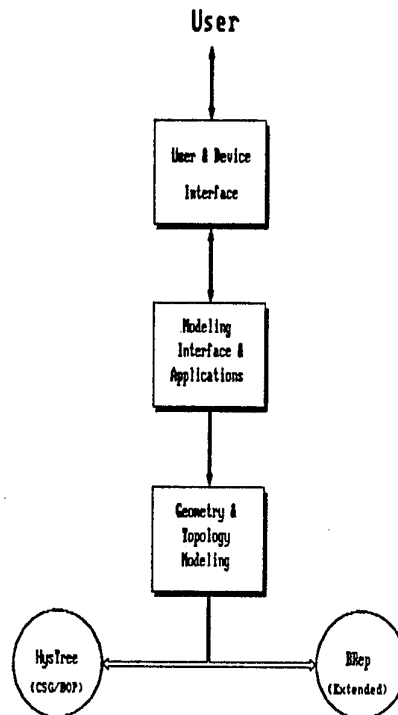 User
User & Device
Interface
Modeling
Interface &
Applications
Geometry &
Topology
Modeling
HysTree
(CSG/BOP)
BRep
(Extended)